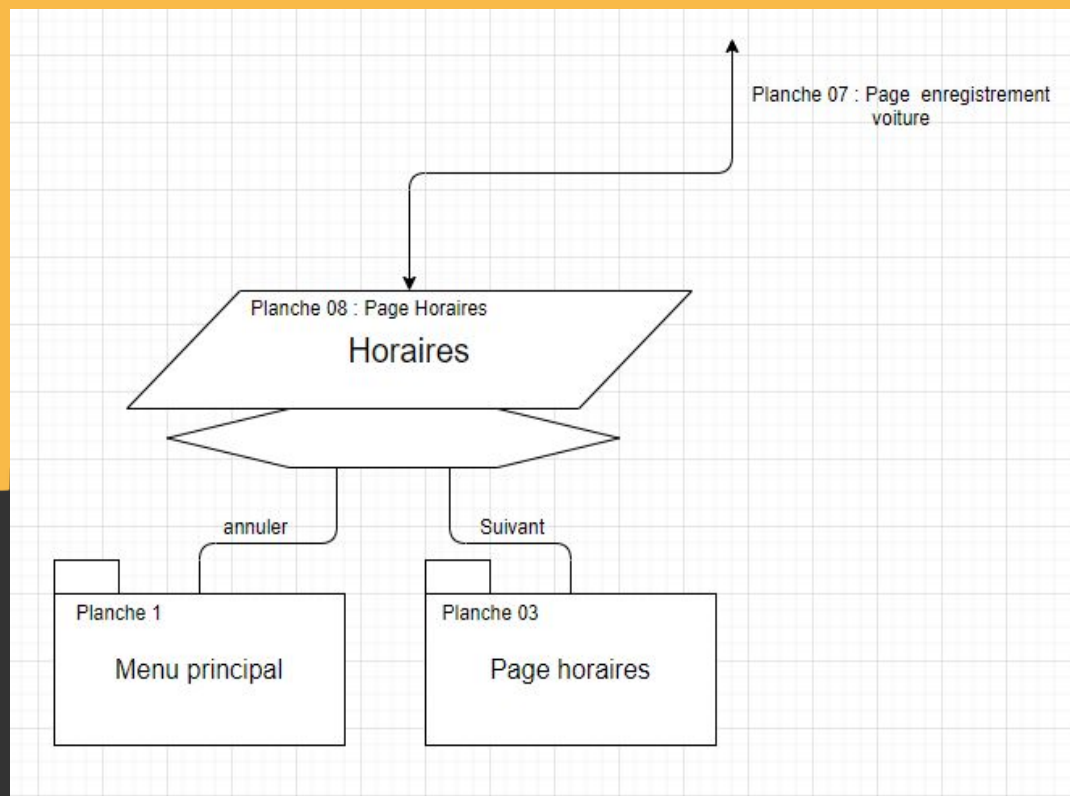 Planche 07 : Page enregistrement
voiture
Planche 08 : Page Horaires
Horaires
annuler
Suivant
Planche 1
Menu principal
Planche 03
Page horaires